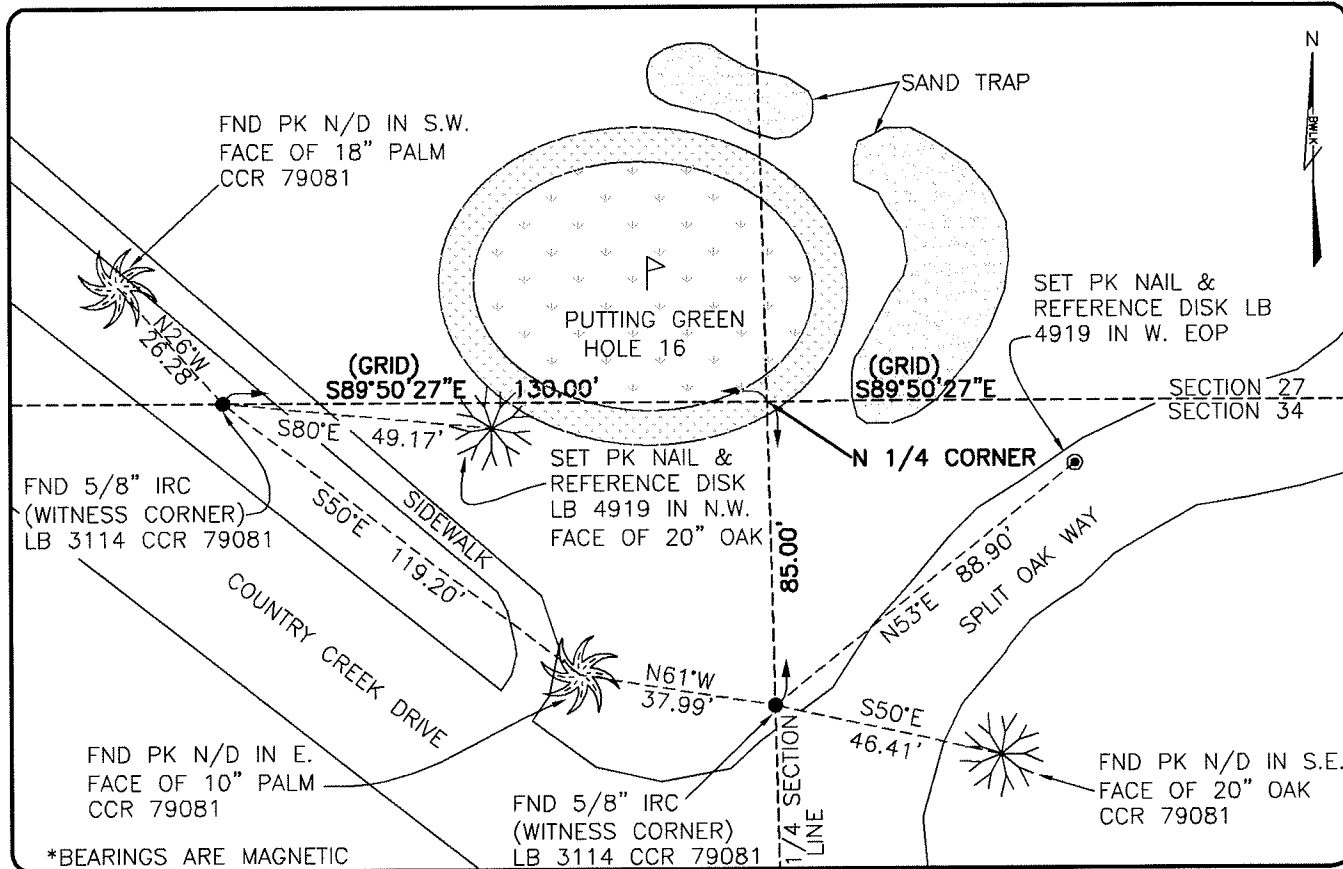 N
BWLK
SAND TRAP
FND PK N/D IN S.W.
FACE OF 18" PALM
CCR 79081
SET PK NAIL &
REFERENCE DISK LB
4919 IN W. EOP
PUTTING GREEN
HOLE 16
N26°W
26.28'
(GRID)
S89°50'27"E
130.00'
(GRID)
S89°50'27"E
SECTION 27
SECTION 34
S80°E
49.17'
N 1/4 CORNER
SET PK NAIL &
REFERENCE DISK
LB 4919 IN N.W.
FACE OF 20" OAK
FND 5/8" IRC
(WITNESS CORNER)
LB 3114 CCR 79081
SIDEWALK
S50°E
119.20'
85.00'
88.90'
N53°E
SPLIT OAK WAY
COUNTRY CREEK DRIVE
N61°W
37.99'
S50°E
46.41'
FND PK N/D IN E.
FACE OF 10" PALM
CCR 79081
FND 5/8" IRC
(WITNESS CORNER)
LB 3114 CCR 79081
1/4 SECTION
LINE
FND PK N/D IN S.E.
FACE OF 20" OAK
CCR 79081
*BEARINGS ARE MAGNETIC